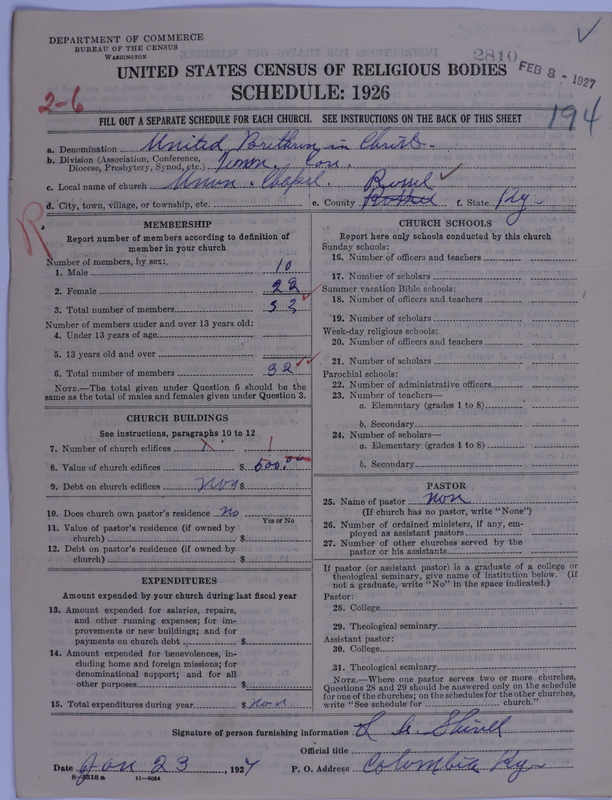 DEPARTMENT OF COMMERCE
BUREAU OF THE CENSUS
WASHINGTON
2810
FEB 8 - 1927
UNITED STATES CENSUS OF RELIGIOUS BODIES
SCHEDULE: 1926
2-6
194
FILL OUT A SEPARATE SCHEDULE FOR EACH CHURCH. SEE INSTRUCTIONS ON THE BACK OF THIS SHEET
a. Denomination United Brethren in Christ
b. Division (Association, Conference,
Diocese, Presbytery, Synod, etc.) Tenn. Con.
c. Local name of church Union Chapel
d. City, town, village, or township, etc. e. County f. State Ky
R
MEMBERSHIP
Report number of members according to definition of
member in your church
Number of members, by sex:
1. Male 10
2. Female 22
3. Total number of members 32
Number of members under and over 13 years old:
4. Under 13 years of age
5. 13 years old and over
6. Total number of members 32
NOTE.—The total given under Question 6 should be the
same as the total of males and females given under Question 3.
CHURCH BUILDINGS
See instructions, paragraphs 10 to 12
7. Number of church edifices X 1
8. Value of church edifices $ 500.00
9. Debt on church edifices non $
10. Does church own pastor's residence no
Yes or No
11. Value of pastor's residence (if owned by
church) $
12. Debt on pastor's residence (if owned by
church) $
EXPENDITURES
Amount expended by your church during last fiscal year
13. Amount expended for salaries, repairs,
and other running expenses; for im-
provements or new buildings; and for
payments on church debt $
14. Amount expended for benevolences, in-
cluding home and foreign missions; for
denominational support; and for all
other purposes $
15. Total expenditures during year $ non
CHURCH SCHOOLS
Report here only schools conducted by this church
Sunday schools:
16. Number of officers and teachers
17. Number of scholars
Summer vacation Bible schools:
18. Number of officers and teachers
19. Number of scholars
Week-day religious schools:
20. Number of officers and teachers
21. Number of scholars
Parochial schools:
22. Number of administrative officers
23. Number of teachers—
a. Elementary (grades 1 to 8)
b. Secondary
24. Number of scholars—
a. Elementary (grades 1 to 8)
b. Secondary
PASTOR
25. Name of pastor non
(If church has no pastor, write "None")
26. Number of ordained ministers, if any, em-
ployed as assistant pastors
27. Number of other churches served by the
pastor or his assistants
If pastor (or assistant pastor) is a graduate of a college or
theological seminary, give name of institution below. (If
not a graduate, write "No" in the space indicated.)
Pastor:
28. College
29. Theological seminary
Assistant pastor:
30. College
31. Theological seminary
NOTE.—Where one pastor serves two or more churches,
Questions 28 and 29 should be answered only on the schedule
for one of the churches; on the schedules for the other churches,
write "See schedule for church."
Signature of person furnishing information
Official title
Date Jan 23, 1927 P. O. Address Columbia Ky
8-5518 a 11-9054